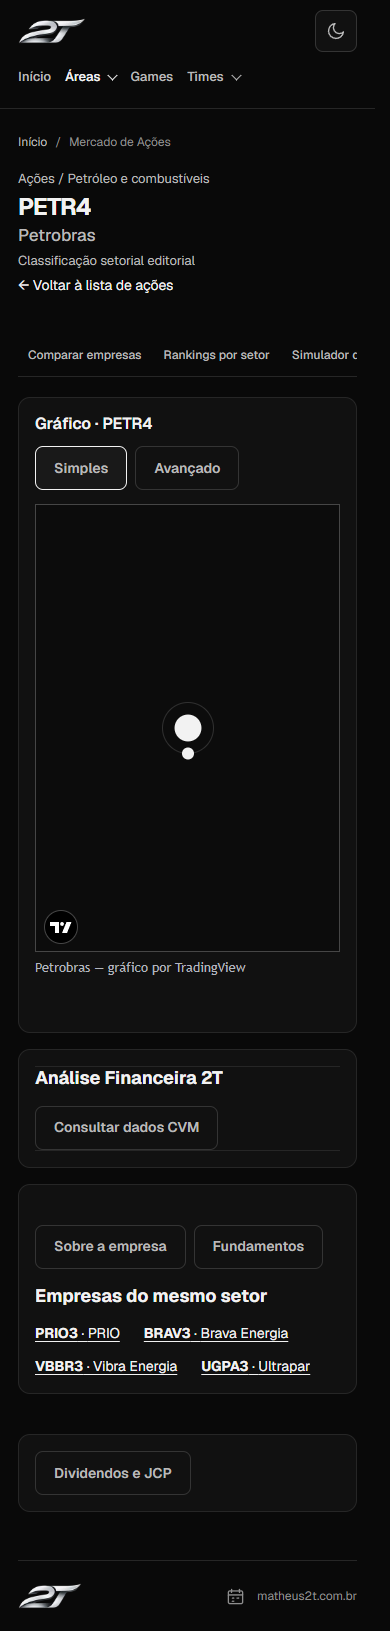 2T
Início Áreas Games Times
Início / Mercado de Ações
Ações / Petróleo e combustíveis
PETR4
Petrobras
Classificação setorial editorial
← Voltar à lista de ações
Comparar empresas Rankings por setor Simulador
Gráfico · PETR4
Simples Avançado
TV
Petrobras — gráfico por TradingView
Análise Financeira 2T
Consultar dados CVM
Sobre a empresa Fundamentos
Empresas do mesmo setor
PRIO3 · PRIO BRAV3 · Brava Energia
VBBR3 · Vibra Energia UGPA3 · Ultrapar
Dividendos e JCP
2T matheus2t.com.br